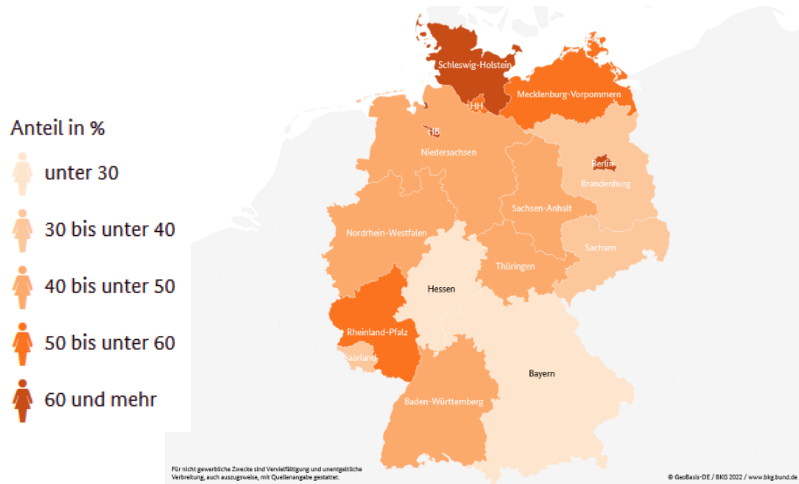 Anteil in %
unter 30
30 bis unter 40
40 bis unter 50
50 bis unter 60
60 und mehr
Schleswig-Holstein
Mecklenburg-Vorpommern
HH
HB
Niedersachsen
Berlin
Brandenburg
Sachsen-Anhalt
Nordrhein-Westfalen
Sachsen
Thüringen
Hessen
Rheinland-Pfalz
Saarland
Bayern
Baden-Württemberg
Für nicht gewerbliche Zwecke sind Vervielfältigung und unentgeltliche
Verbreitung, auch auszugsweise, mit Quellenangabe gestattet.
© GeoBasis-DE / BKG 2022 / www.bkg.bund.de